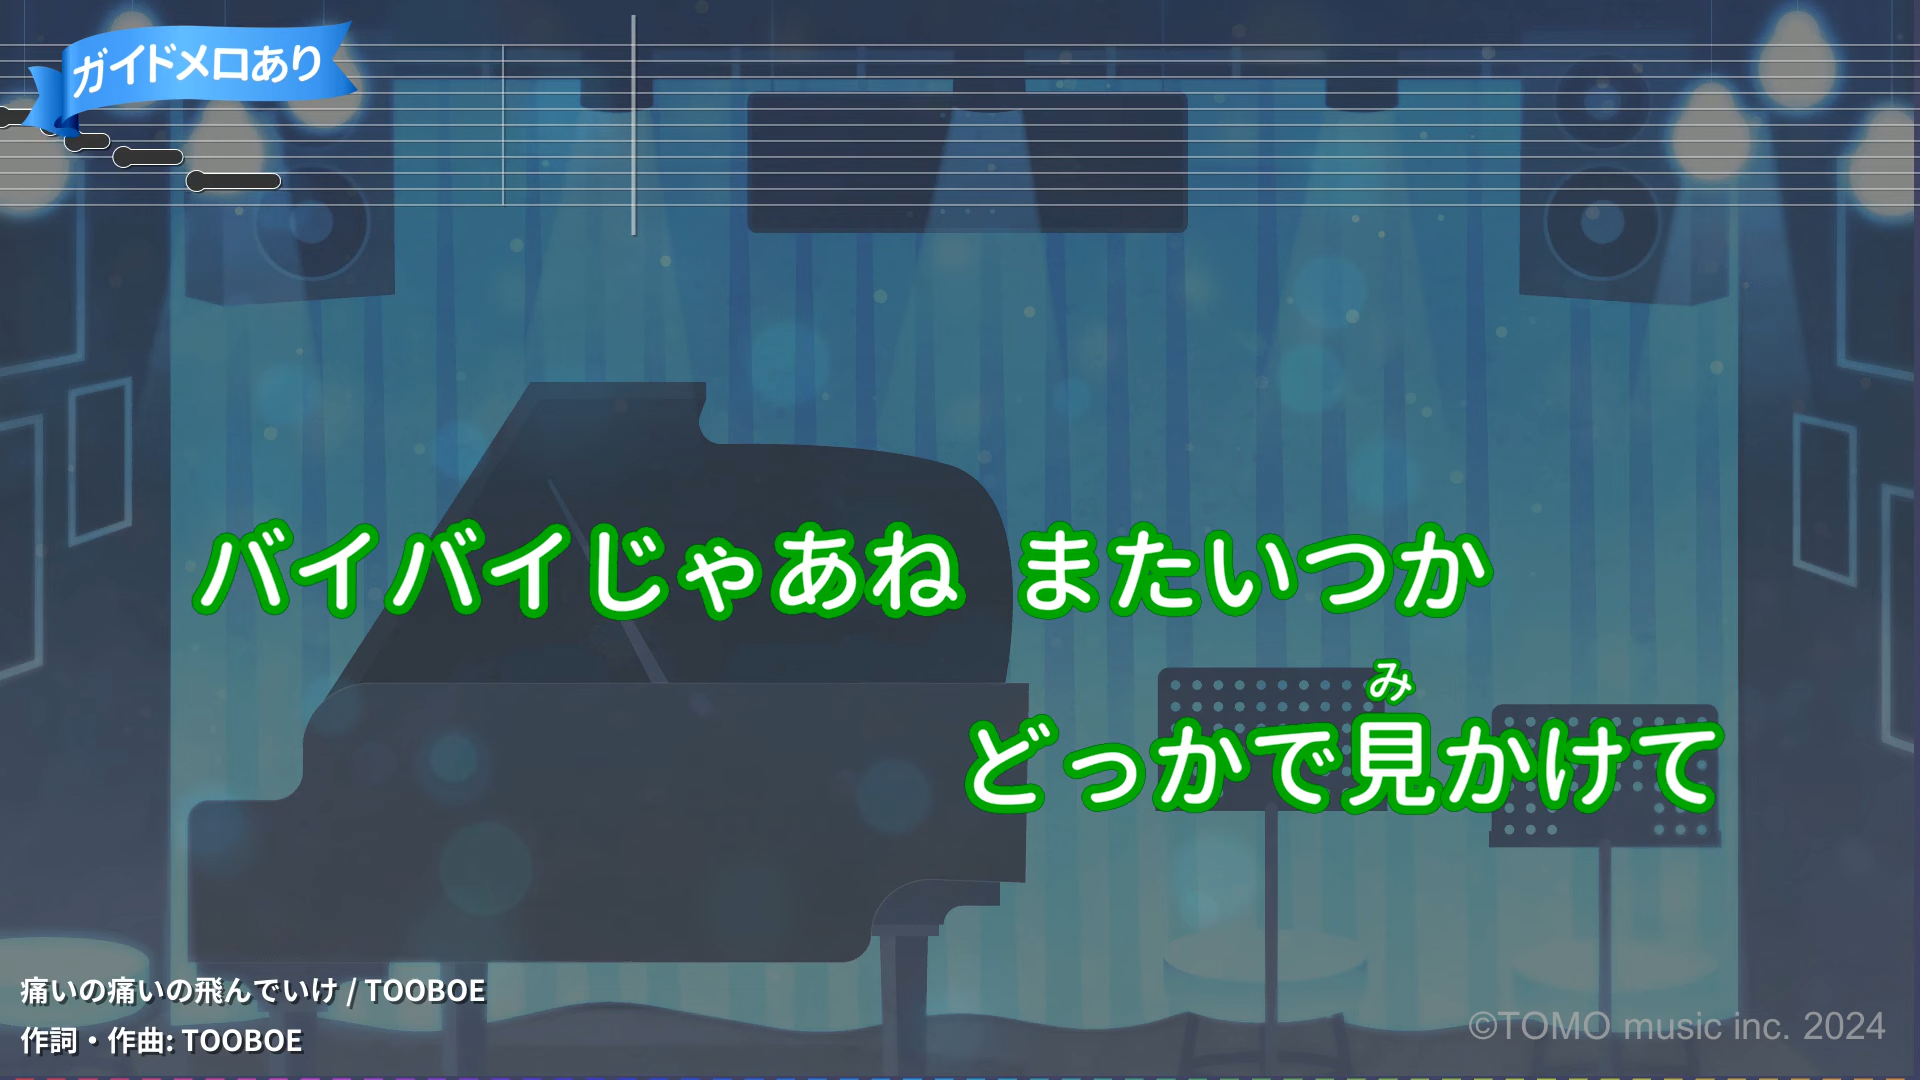 ガイドメロあり
バイバイじゃあね またいつか
み
どっかで見かけて
痛いの痛いの飛んでいけ / TOOBOE
作詞・作曲: TOOBOE
©TOMO music inc. 2024